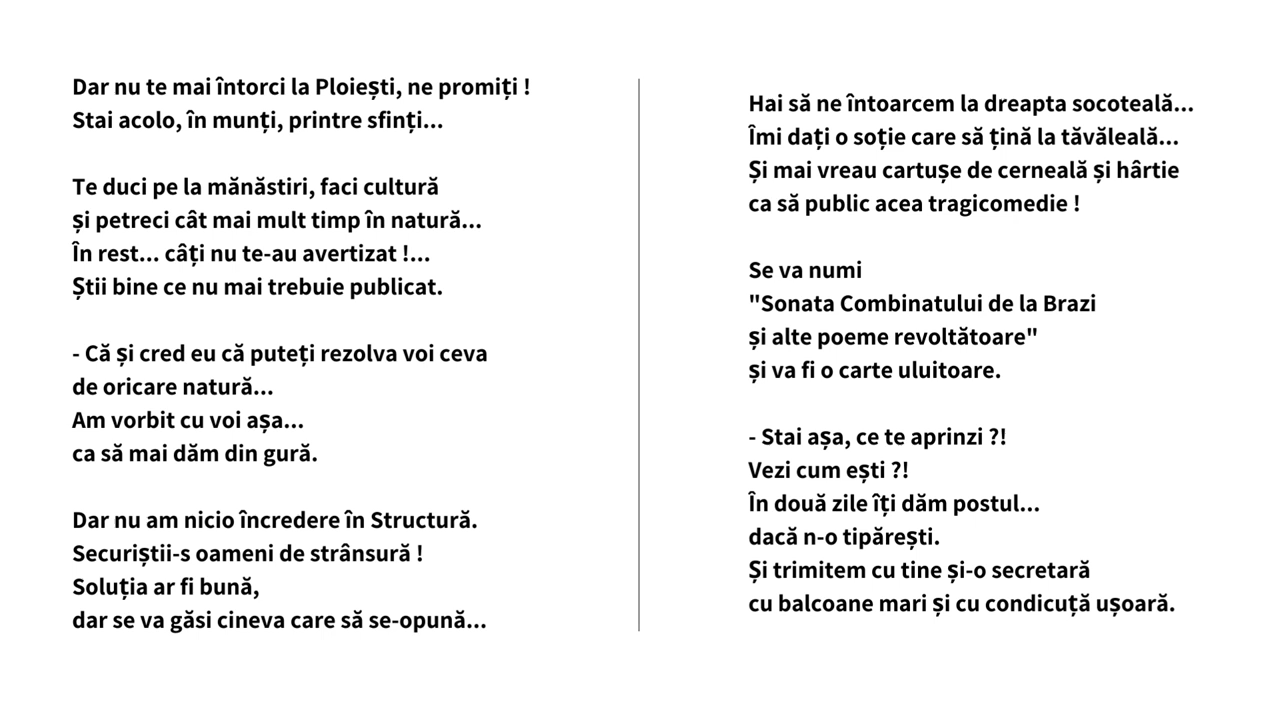 Dar nu te mai întorci la Ploiești, ne promiți !
Stai acolo, în munți, printre sfinți...
Te duci pe la mănăstiri, faci cultură
și petreci cât mai mult timp în natură...
În rest... câți nu te-au avertizat !...
Știi bine ce nu mai trebuie publicat.
- Că și cred eu că puteți rezolva voi ceva
de oricare natură...
Am vorbit cu voi așa...
ca să mai dăm din gură.
Dar nu am nicio încredere în Structură.
Securiștii-s oameni de strânsură !
Soluția ar fi bună,
dar se va găsi cineva care să se-opună...
Hai să ne întoarcem la dreapta socoteală...
Îmi dați o soție care să țină la tăvăleală...
Și mai vreau cartușe de cerneală și hârtie
ca să public acea tragicomedie !
Se va numi
"Sonata Combinatului de la Brazi
și alte poeme revoltătoare"
și va fi o carte uluitoare.
- Stai așa, ce te aprinzi ?!
Vezi cum ești ?!
În două zile îți dăm postul...
dacă n-o tipărești.
Și trimitem cu tine și-o secretară
cu balcoane mari și cu condicuță ușoară.